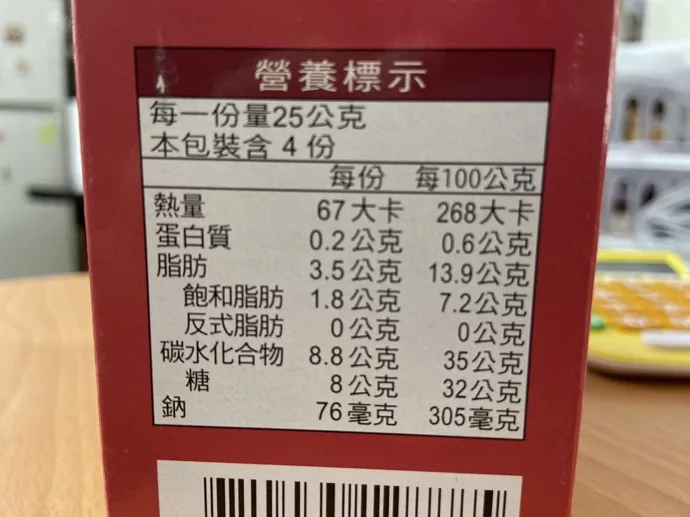 營養標示
每一份量25公克
本包裝含 4 份
每份 每100公克
熱量 67大卡 268大卡
蛋白質 0.2公克 0.6公克
脂肪 3.5公克 13.9公克
飽和脂肪 1.8公克 7.2公克
反式脂肪 0公克 0公克
碳水化合物 8.8公克 35公克
糖 8公克 32公克
鈉 76毫克 305毫克